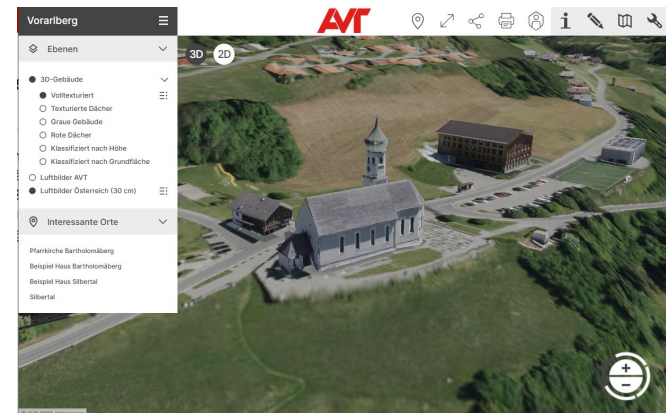 Vorarlberg
AVT
i
Ebenen
3D 2D
3D-Gebäude
Volltexturiert
Texturierte Dächer
Graue Gebäude
Rote Dächer
Klassifiziert nach Höhe
Klassifiziert nach Grundfläche
Luftbilder AVT
Luftbilder Österreich (30 cm)
Interessante Orte
Pfarrkirche Bartholomäberg
Beispiel Haus Bartholomäberg
Beispiel Haus Silbertal
Silbertal